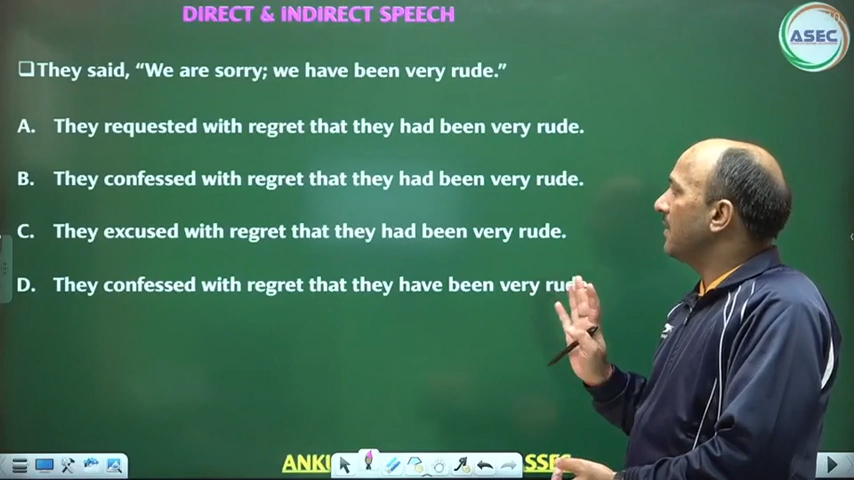 DIRECT & INDIRECT SPEECH
ASEC
❑They said, “We are sorry; we have been very rude.”
A. They requested with regret that they had been very rude.
B. They confessed with regret that they had been very rude.
C. They excused with regret that they had been very rude.
D. They confessed with regret that they have been very rude.